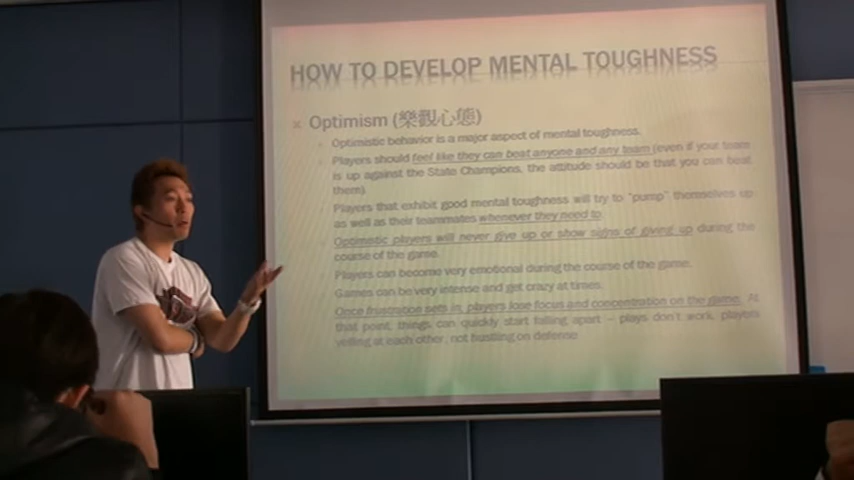 HOW TO DEVELOP MENTAL TOUGHNESS
Optimism (樂觀心態)
Optimistic behavior is a major aspect of mental toughness.
Players should feel like they can beat anyone and any team (even if your team
is up against the State Champions, the attitude should be that you can beat
them).
Players that exhibit good mental toughness will try to "pump" themselves up
as well as their teammates whenever they need to.
Optimistic players will never give up or show signs of giving up during the
course of the game.
Players can become very emotional during the course of the game.
Games can be very intense and get crazy at times.
Once frustration sets in, players lose focus and concentration on the game. At
that point, things can quickly start falling apart – plays don't work, players
yelling at each other, not hustling on defense.